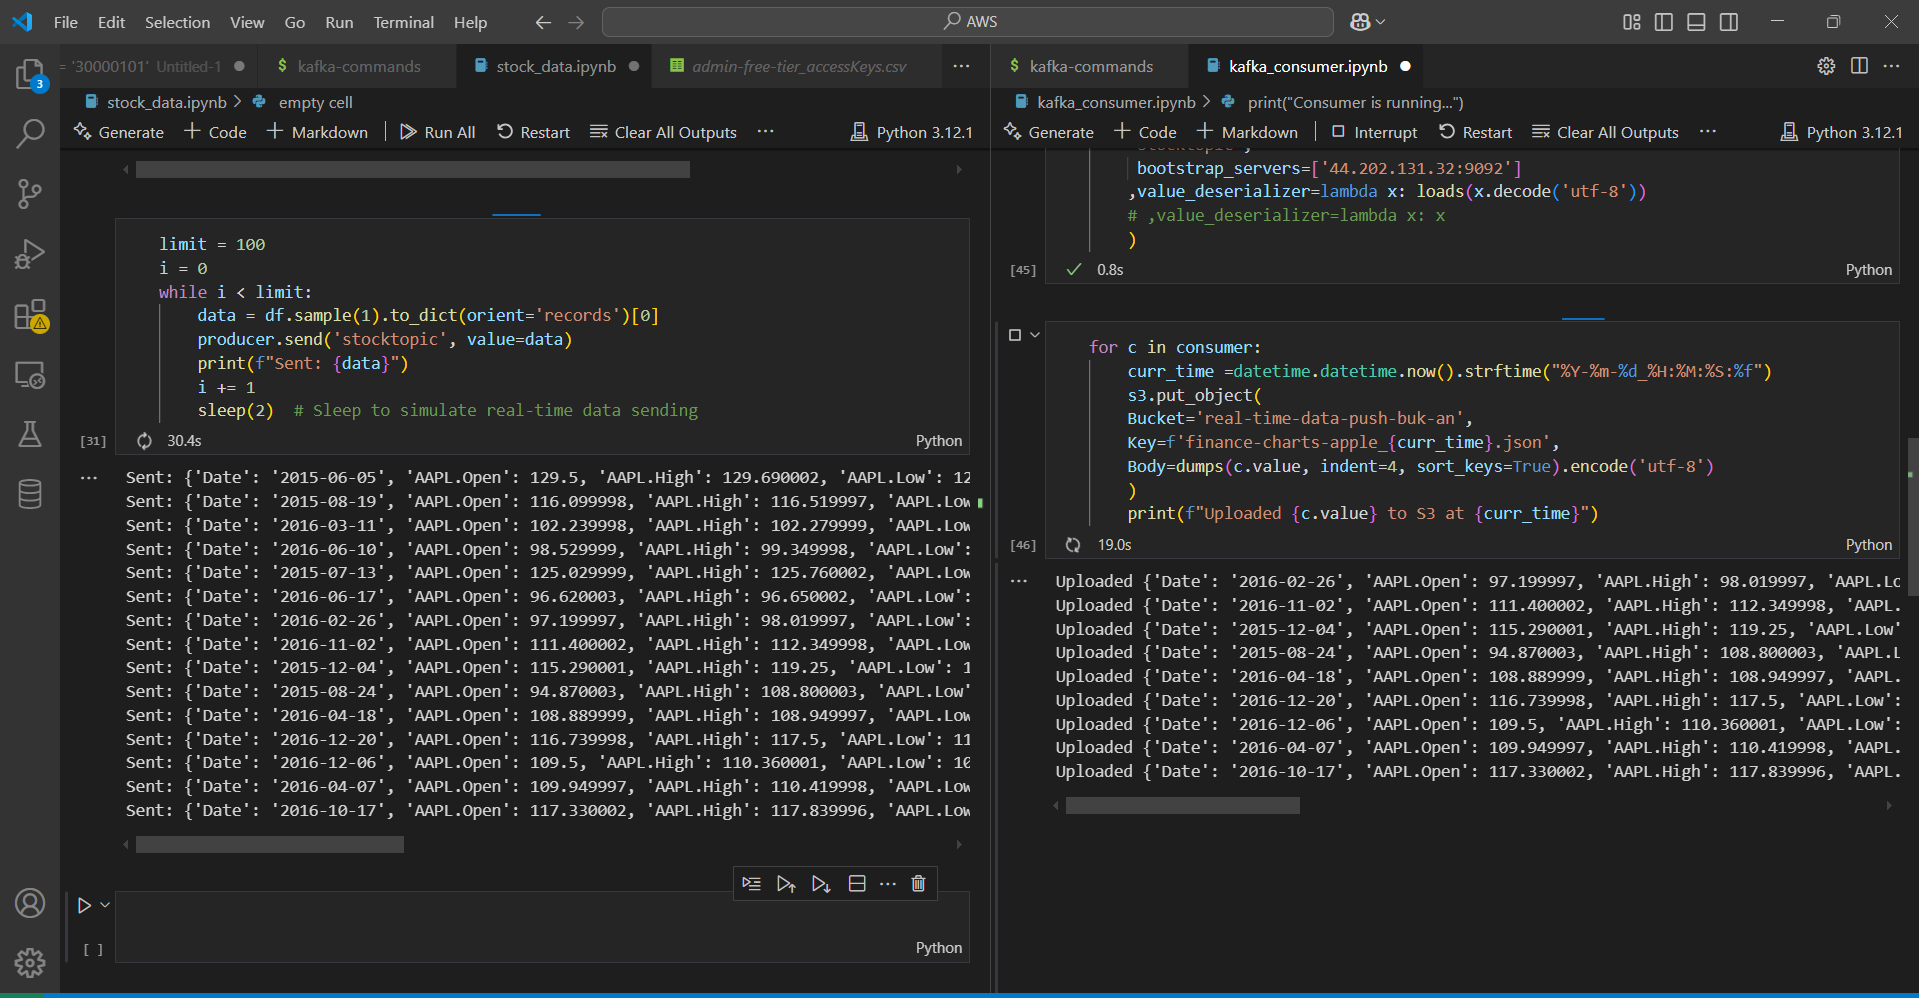 File Edit Selection View Go Run Terminal Help AWS
= '30000101' Untitled-1
$ kafka-commands
stock_data.ipynb
admin-free-tier_accessKeys.csv
$ kafka-commands
kafka_consumer.ipynb
3
stock_data.ipynb > empty cell
Generate + Code + Markdown Run All Restart Clear All Outputs ... Python 3.12.1
limit = 100
i = 0
while i < limit:
data = df.sample(1).to_dict(orient='records')[0]
producer.send('stocktopic', value=data)
print(f"Sent: {data}")
i += 1
sleep(2)  # Sleep to simulate real-time data sending
[31] 30.4s Python
Sent: {'Date': '2015-06-05', 'AAPL.Open': 129.5, 'AAPL.High': 129.690002, 'AAPL.Low': 12
Sent: {'Date': '2015-08-19', 'AAPL.Open': 116.099998, 'AAPL.High': 116.519997, 'AAPL.Low
Sent: {'Date': '2016-03-11', 'AAPL.Open': 102.239998, 'AAPL.High': 102.279999, 'AAPL.Low
Sent: {'Date': '2016-06-10', 'AAPL.Open': 98.529999, 'AAPL.High': 99.349998, 'AAPL.Low':
Sent: {'Date': '2015-07-13', 'AAPL.Open': 125.029999, 'AAPL.High': 125.760002, 'AAPL.Low
Sent: {'Date': '2016-06-17', 'AAPL.Open': 96.620003, 'AAPL.High': 96.650002, 'AAPL.Low':
Sent: {'Date': '2016-02-26', 'AAPL.Open': 97.199997, 'AAPL.High': 98.019997, 'AAPL.Low':
Sent: {'Date': '2016-11-02', 'AAPL.Open': 111.400002, 'AAPL.High': 112.349998, 'AAPL.Low
Sent: {'Date': '2015-12-04', 'AAPL.Open': 115.290001, 'AAPL.High': 119.25, 'AAPL.Low': 1
Sent: {'Date': '2015-08-24', 'AAPL.Open': 94.870003, 'AAPL.High': 108.800003, 'AAPL.Low'
Sent: {'Date': '2016-04-18', 'AAPL.Open': 108.889999, 'AAPL.High': 108.949997, 'AAPL.Low
Sent: {'Date': '2016-12-20', 'AAPL.Open': 116.739998, 'AAPL.High': 117.5, 'AAPL.Low': 11
Sent: {'Date': '2016-12-06', 'AAPL.Open': 109.5, 'AAPL.High': 110.360001, 'AAPL.Low': 10
Sent: {'Date': '2016-04-07', 'AAPL.Open': 109.949997, 'AAPL.High': 110.419998, 'AAPL.Low
Sent: {'Date': '2016-10-17', 'AAPL.Open': 117.330002, 'AAPL.High': 117.839996, 'AAPL.Low
[ ] Python
kafka_consumer.ipynb > print("Consumer is running...")
Generate + Code + Markdown Interrupt Restart Clear All Outputs ... Python 3.12.1
'stocktopic',
bootstrap_servers=['44.202.131.32:9092']
,value_deserializer=lambda x: loads(x.decode('utf-8'))
# ,value_deserializer=lambda x: x
)
[45] 0.8s Python
for c in consumer:
curr_time =datetime.datetime.now().strftime("%Y-%m-%d_%H:%M:%S:%f")
s3.put_object(
Bucket='real-time-data-push-buk-an',
Key=f'finance-charts-apple_{curr_time}.json',
Body=dumps(c.value, indent=4, sort_keys=True).encode('utf-8')
)
print(f"Uploaded {c.value} to S3 at {curr_time}")
[46] 19.0s Python
Uploaded {'Date': '2016-02-26', 'AAPL.Open': 97.199997, 'AAPL.High': 98.019997, 'AAPL.Lo
Uploaded {'Date': '2016-11-02', 'AAPL.Open': 111.400002, 'AAPL.High': 112.349998, 'AAPL.
Uploaded {'Date': '2015-12-04', 'AAPL.Open': 115.290001, 'AAPL.High': 119.25, 'AAPL.Low'
Uploaded {'Date': '2015-08-24', 'AAPL.Open': 94.870003, 'AAPL.High': 108.800003, 'AAPL.L
Uploaded {'Date': '2016-04-18', 'AAPL.Open': 108.889999, 'AAPL.High': 108.949997, 'AAPL.
Uploaded {'Date': '2016-12-20', 'AAPL.Open': 116.739998, 'AAPL.High': 117.5, 'AAPL.Low':
Uploaded {'Date': '2016-12-06', 'AAPL.Open': 109.5, 'AAPL.High': 110.360001, 'AAPL.Low':
Uploaded {'Date': '2016-04-07', 'AAPL.Open': 109.949997, 'AAPL.High': 110.419998, 'AAPL.
Uploaded {'Date': '2016-10-17', 'AAPL.Open': 117.330002, 'AAPL.High': 117.839996, 'AAPL.